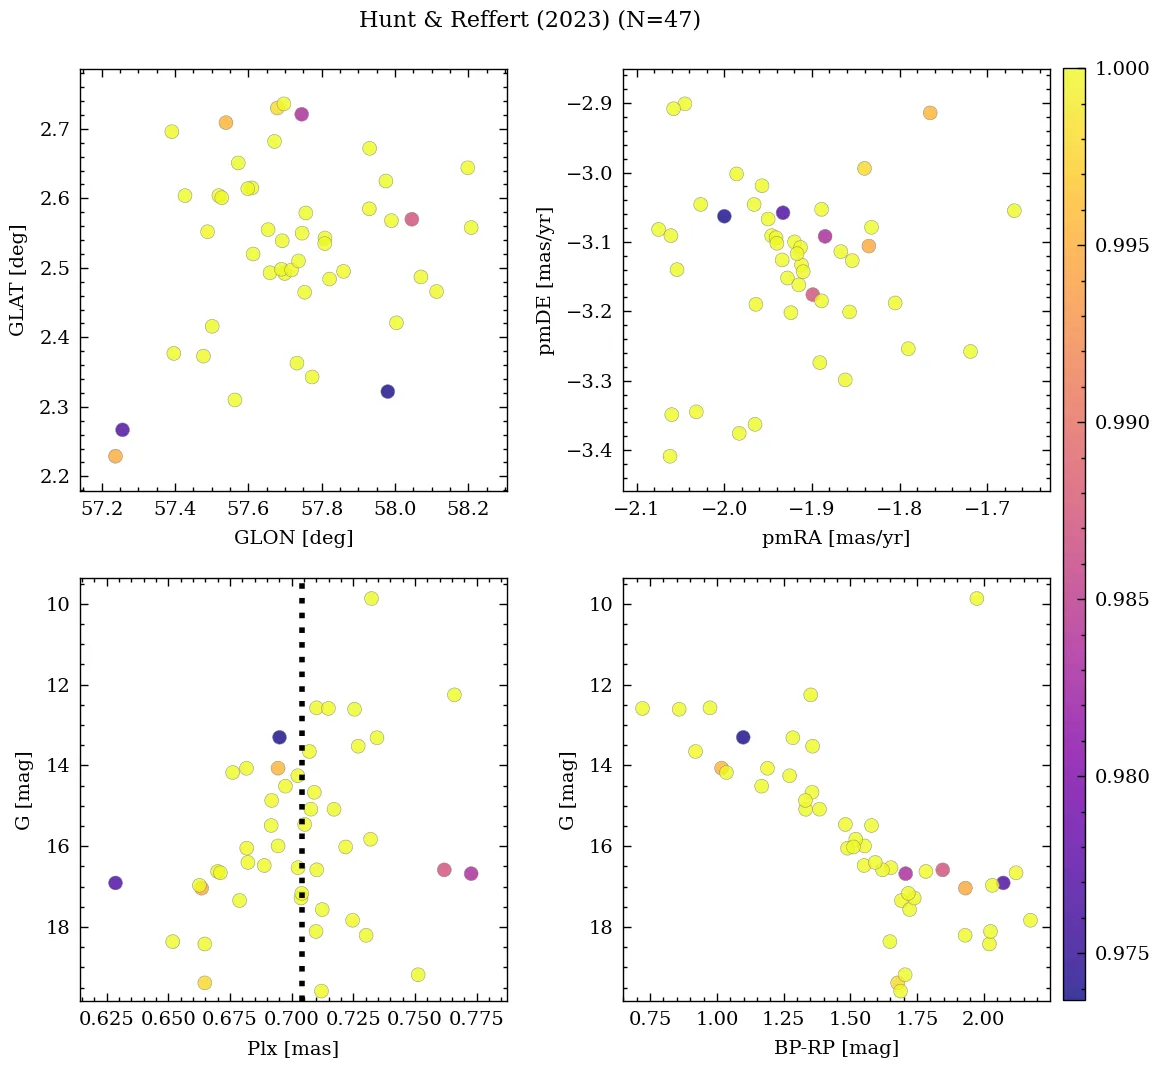 Hunt & Reffert (2023) (N=47)
2.7
2.6
2.5
2.4
2.3
2.2
GLAT [deg]
57.2 57.4 57.6 57.8 58.0 58.2
GLON [deg]
−2.9
−3.0
−3.1
−3.2
−3.3
−3.4
pmDE [mas/yr]
−2.1 −2.0 −1.9 −1.8 −1.7
pmRA [mas/yr]
10
12
14
16
18
G [mag]
0.625 0.650 0.675 0.700 0.725 0.750 0.775
Plx [mas]
10
12
14
16
18
G [mag]
0.75 1.00 1.25 1.50 1.75 2.00
BP-RP [mag]
1.000
0.995
0.990
0.985
0.980
0.975